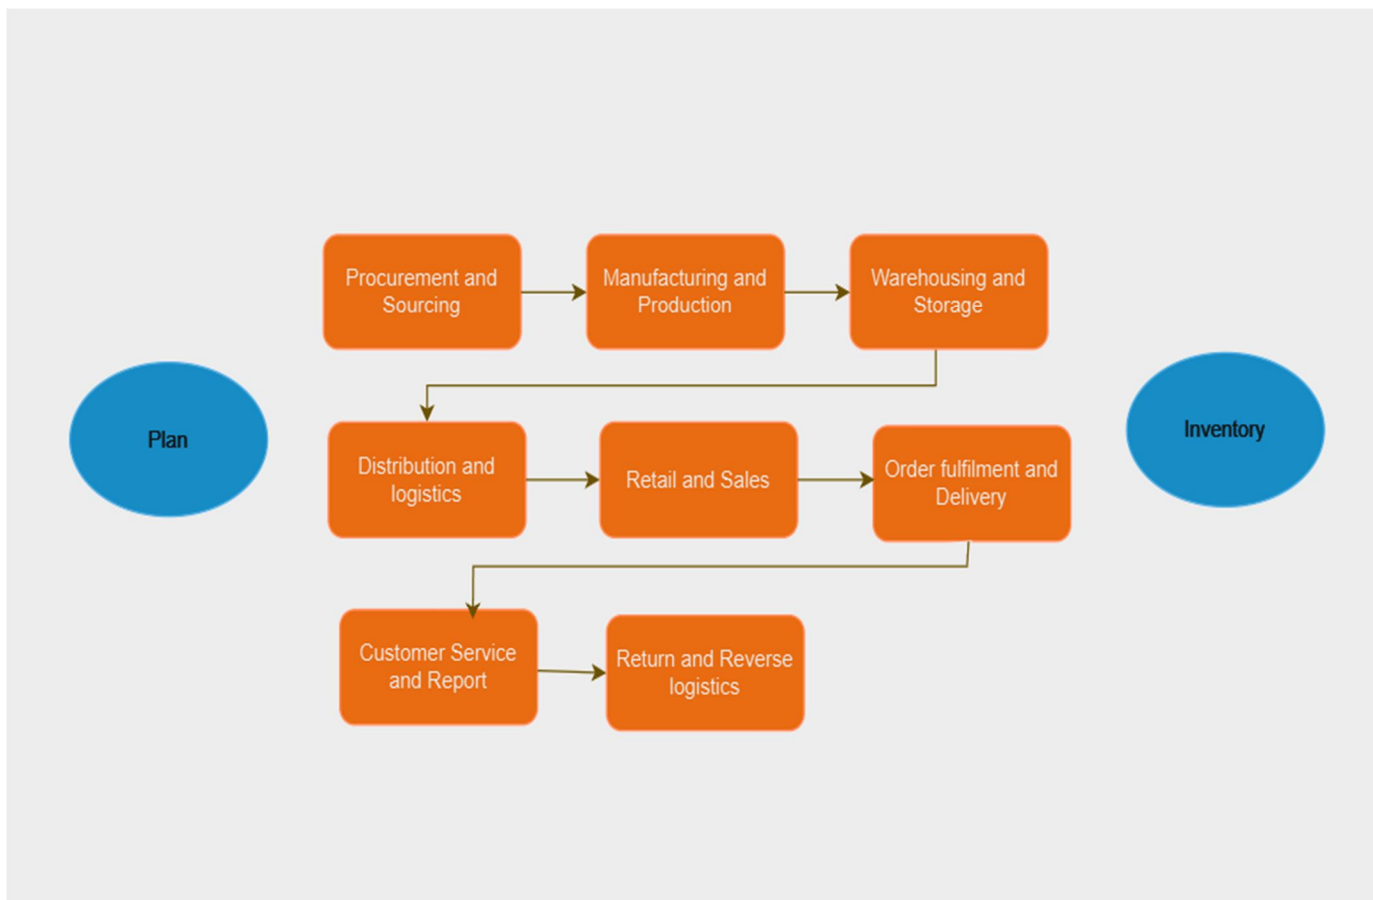 Procurement and
Sourcing
Manufacturing and
Production
Warehousing and
Storage
Plan
Distribution and
logistics
Retail and Sales
Order fulfilment and
Delivery
Inventory
Customer Service
and Report
Return and Reverse
logistics